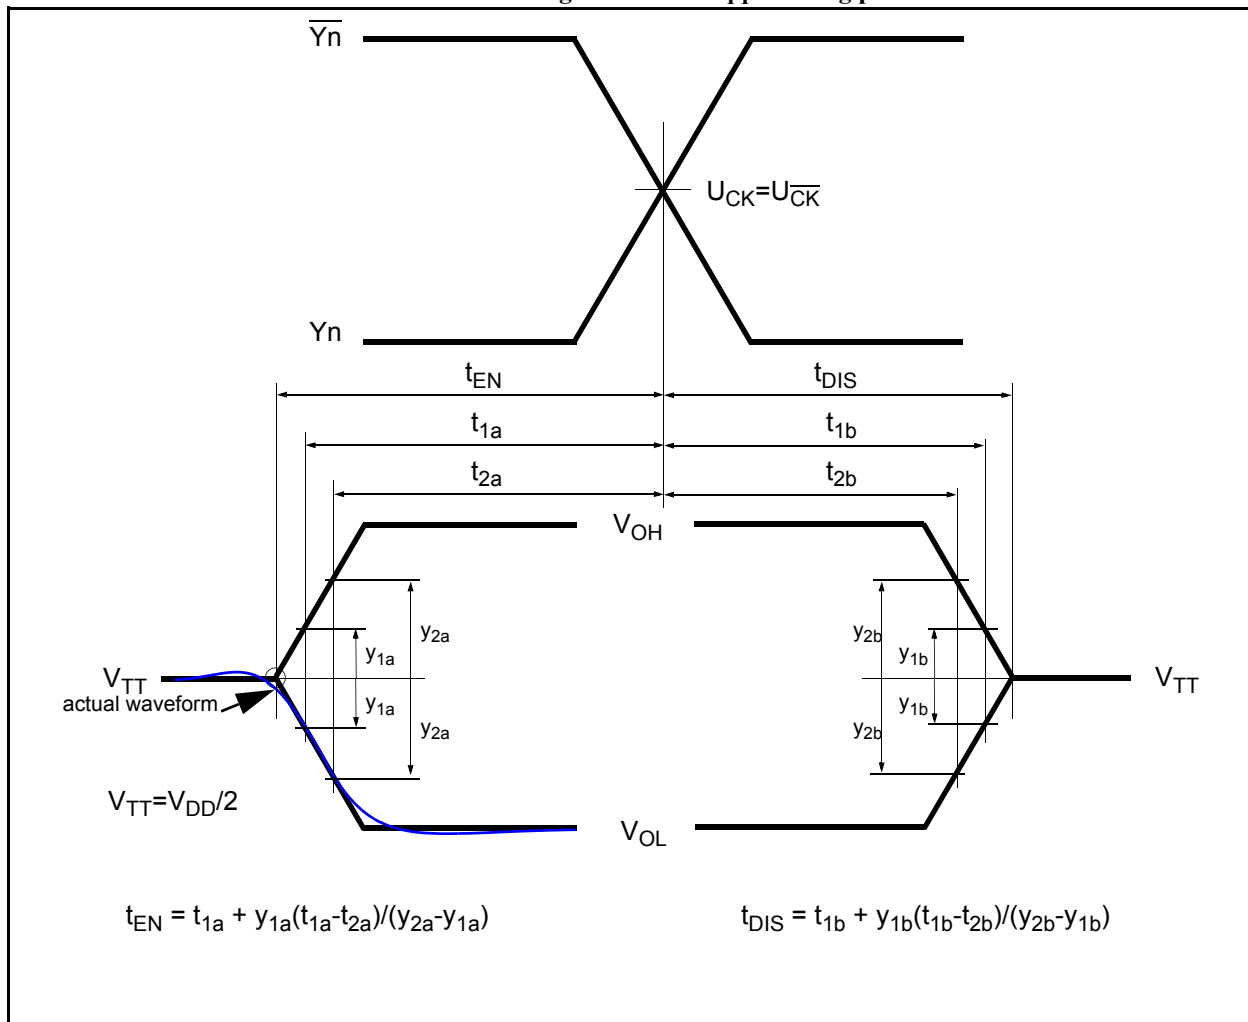 Y̅n̅
U_CK=U_C̅K̅
Yn
t_EN t_DIS
t_1a t_1b
t_2a t_2b
V_OH
y_2a y_2b
y_1a y_1b
V_TT V_TT
actual waveform
y_1a y_1b
y_2a y_2b
V_TT=V_DD/2
V_OL
t_EN = t_1a + y_1a(t_1a-t_2a)/(y_2a-y_1a) t_DIS = t_1b + y_1b(t_1b-t_2b)/(y_2b-y_1b)